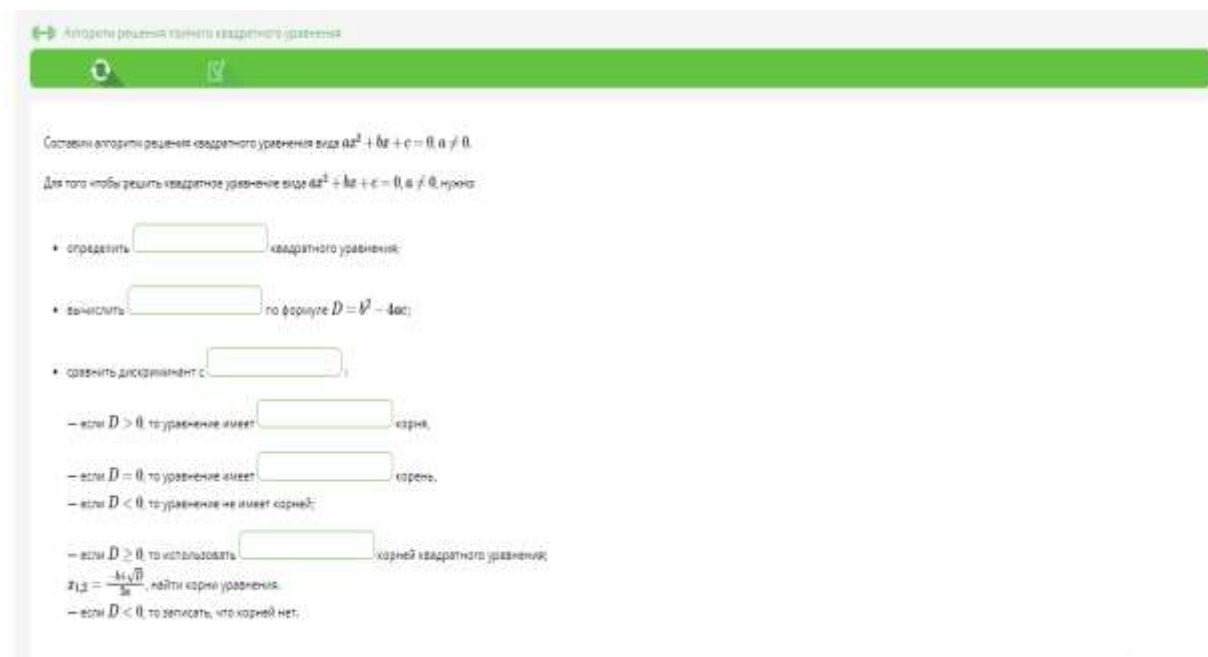 Алгоритм решения полного квадратного уравнения
Составим алгоритм решения квадратного уравнения вида ax² + bx + c = 0, a ≠ 0.
Для того чтобы решить квадратное уравнение вида ax² + bx + c = 0, a ≠ 0, нужно:
• определить квадратного уравнения;
• вычислить по формуле D = b² − 4ac;
• сравнить дискриминант с :
— если D > 0, то уравнение имеет корня,
— если D = 0, то уравнение имеет корень,
— если D < 0, то уравнение не имеет корней;
— если D ≥ 0, то использовать корней квадратного уравнения;
x₁,₂ = (−b±√D)/2a, найти корни уравнения.
— если D < 0, то записать, что корней нет.